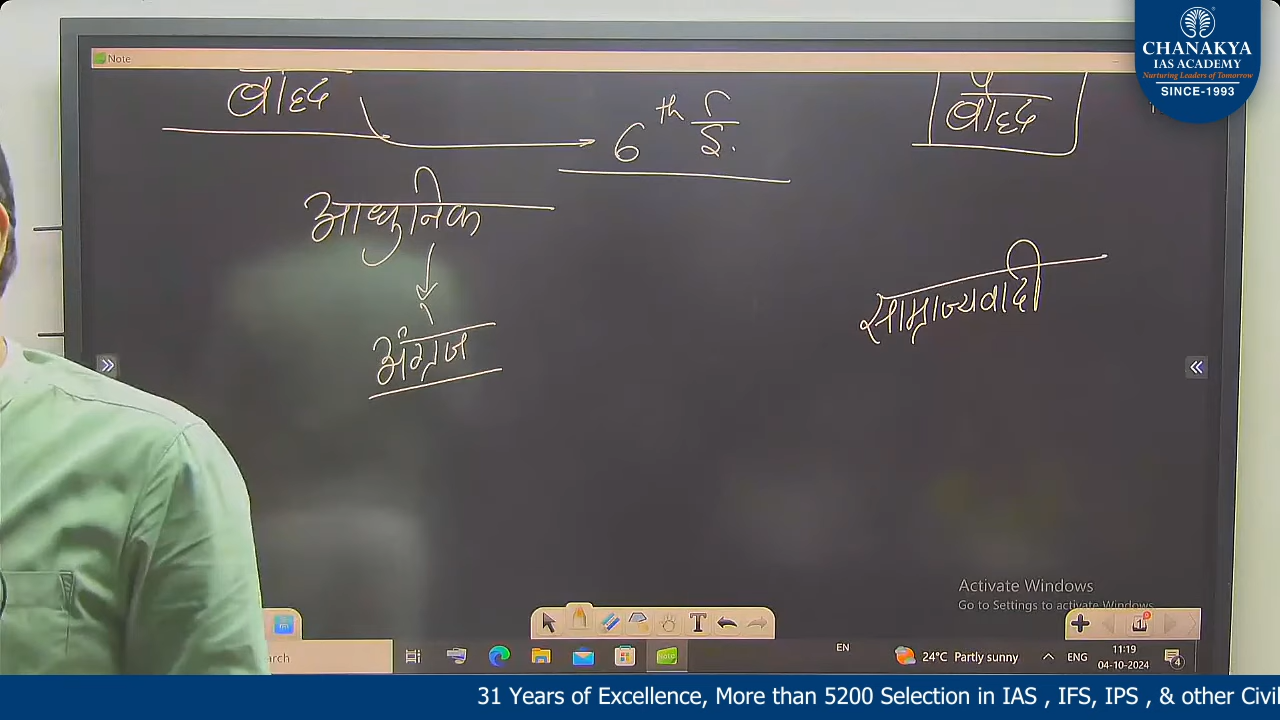 CHANAKYA
IAS ACADEMY
Nurturing Leaders of Tomorrow
SINCE-1993
Note
बौद्ध
6th ई.
बौद्ध
आधुनिक
अंग्रेज
साम्राज्यवादी
Activate Windows
Go to Settings to activate Windows.
EN
24°C Partly sunny
ENG
11:19
04-10-2024
4
31 Years of Excellence, More than 5200 Selection in IAS , IFS, IPS , & other Civil